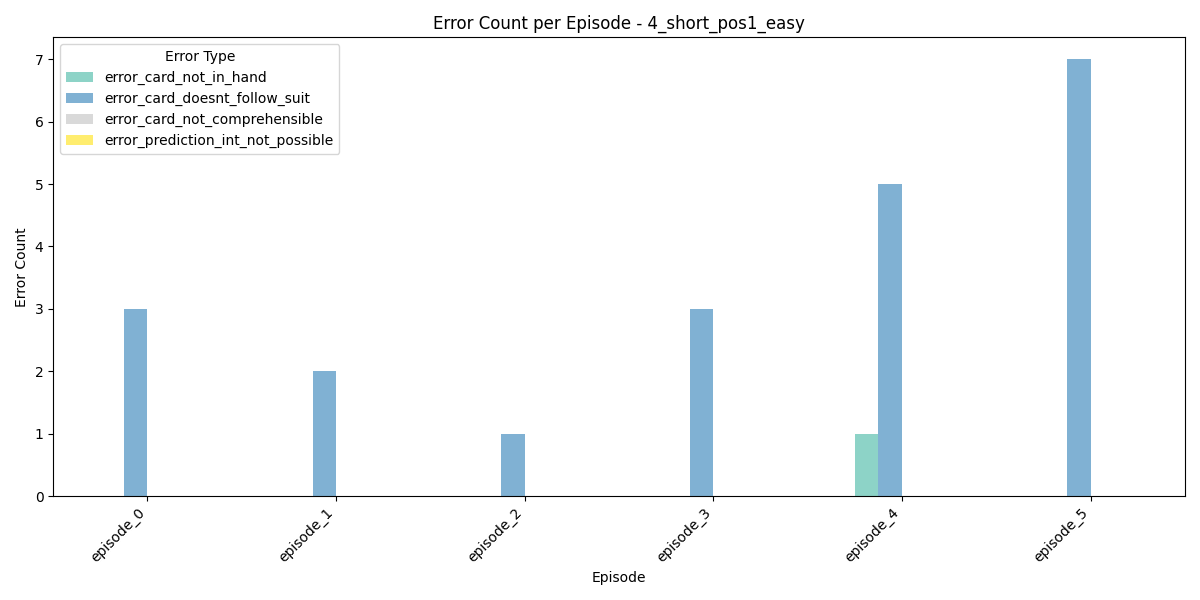 Error Count per Episode - 4_short_pos1_easy
Error Type
error_card_not_in_hand
error_card_doesnt_follow_suit
error_card_not_comprehensible
error_prediction_int_not_possible
Error Count
7
6
5
4
3
2
1
0
episode_0
episode_1
episode_2
episode_3
episode_4
episode_5
Episode